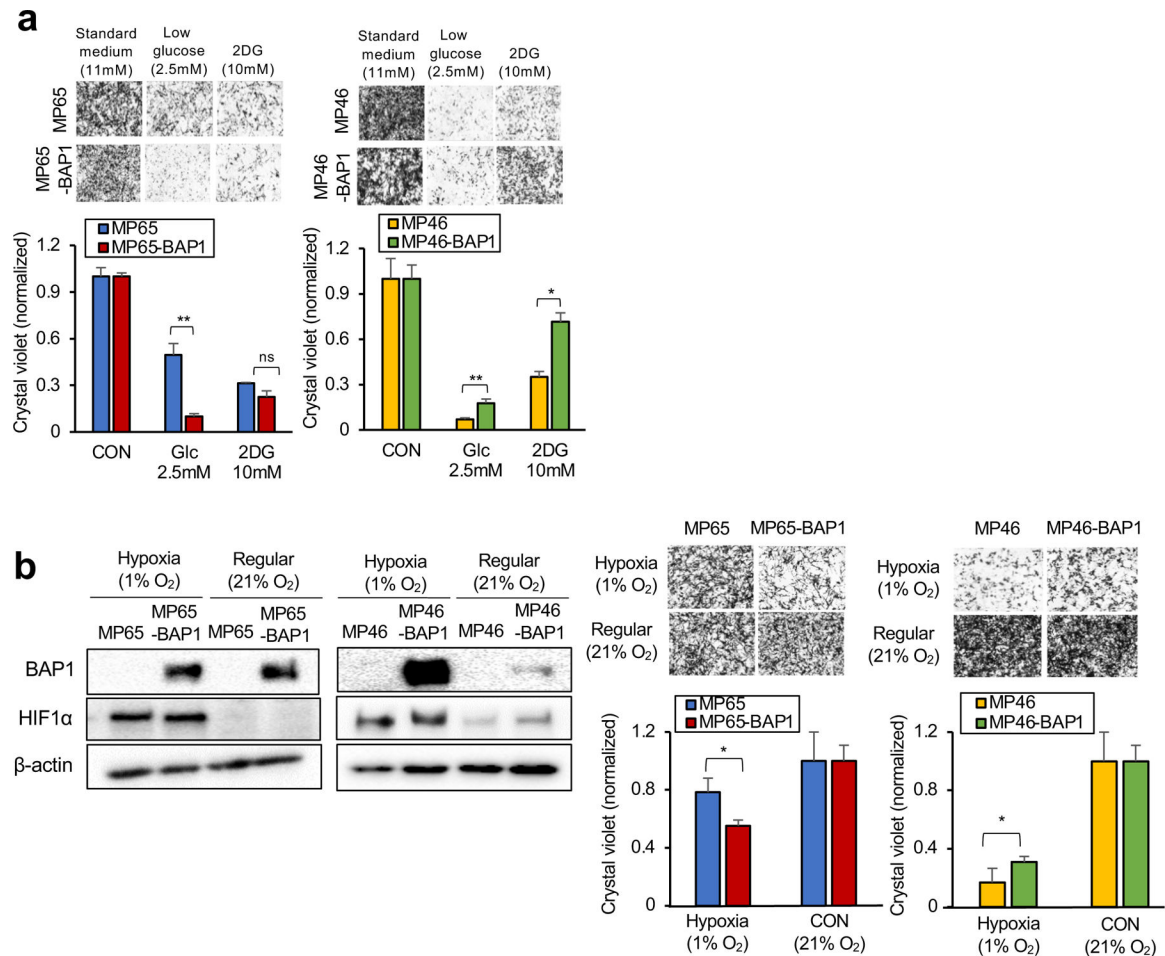 a
Standard
medium
(11mM)
Low
glucose
(2.5mM)
2DG
(10mM)
MP65
MP65
-BAP1
Standard
medium
(11mM)
Low
glucose
(2.5mM)
2DG
(10mM)
MP46
MP46
-BAP1
MP65
MP65-BAP1
Crystal violet (normalized)
1.2
0.9
0.6
0.3
0
**
ns
CON
Glc
2.5mM
2DG
10mM
MP46
MP46-BAP1
Crystal violet (normalized)
1.2
0.9
0.6
0.3
0
**
*
CON
Glc
2.5mM
2DG
10mM
b
Hypoxia
(1% O₂)
Regular
(21% O₂)
MP65
MP65
-BAP1
MP65
MP65
-BAP1
Hypoxia
(1% O₂)
Regular
(21% O₂)
MP46
MP46
-BAP1
MP46
MP46
-BAP1
BAP1
HIF1α
β-actin
MP65
MP65-BAP1
Hypoxia
(1% O₂)
Regular
(21% O₂)
MP65
MP65-BAP1
Crystal violet (normalized)
1.2
0.8
0.4
0
*
Hypoxia
(1% O₂)
CON
(21% O₂)
MP46
MP46-BAP1
Hypoxia
(1% O₂)
Regular
(21% O₂)
MP46
MP46-BAP1
Crystal violet (normalized)
1.2
0.8
0.4
0
*
Hypoxia
(1% O₂)
CON
(21% O₂)